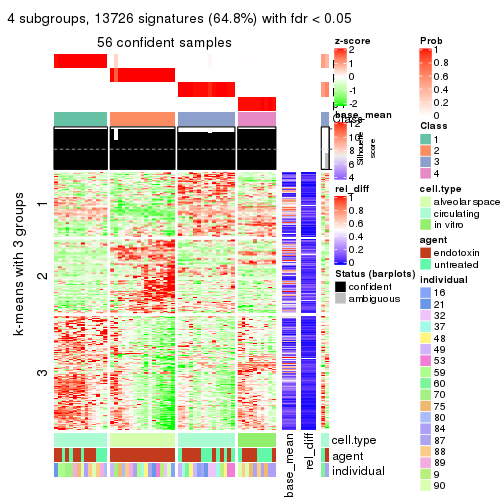 4 subgroups, 13726 signatures (64.8%) with fdr < 0.05
56 confident samples
k-means with 3 groups
1
2
3
Class
Silhouette
score
base_mean
rel_diff
cell.type
agent
individual
z-score
2
1
0
-1
-2
base_mean
12
10
8
6
4
rel_diff
1
0.8
0.6
0.4
0.2
0
Status (barplots)
confident
ambiguous
Prob
1
0.8
0.6
0.4
0.2
0
Class
1
2
3
4
cell.type
alveolar space
circulating
in vitro
agent
endotoxin
untreated
individual
16
21
32
37
48
49
53
59
60
70
75
80
84
87
88
89
9
90